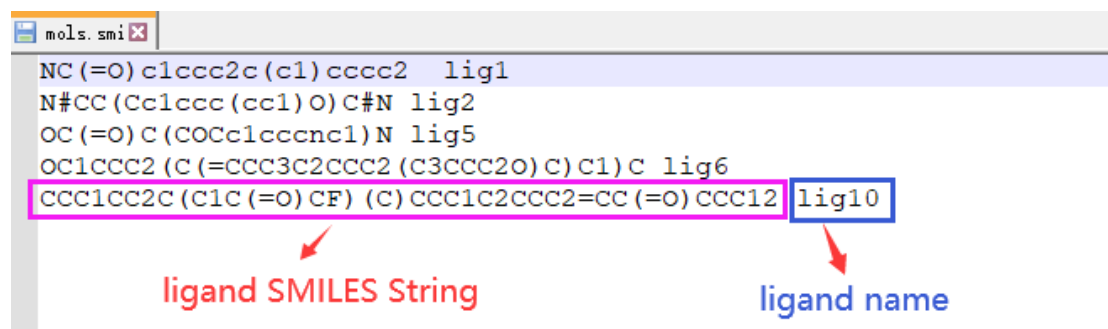 mols.smi
NC(=O)c1ccc2c(c1)cccc2  lig1
N#CC(Cc1ccc(cc1)O)C#N lig2
OC(=O)C(COCc1cccnc1)N lig5
OC1CCC2(C(=CCC3C2CCC2(C3CCC2O)C)C1)C lig6
CCC1CC2C(C1C(=O)CF)(C)CCC1C2CCC2=CC(=O)CCC12 lig10
ligand SMILES String
ligand name